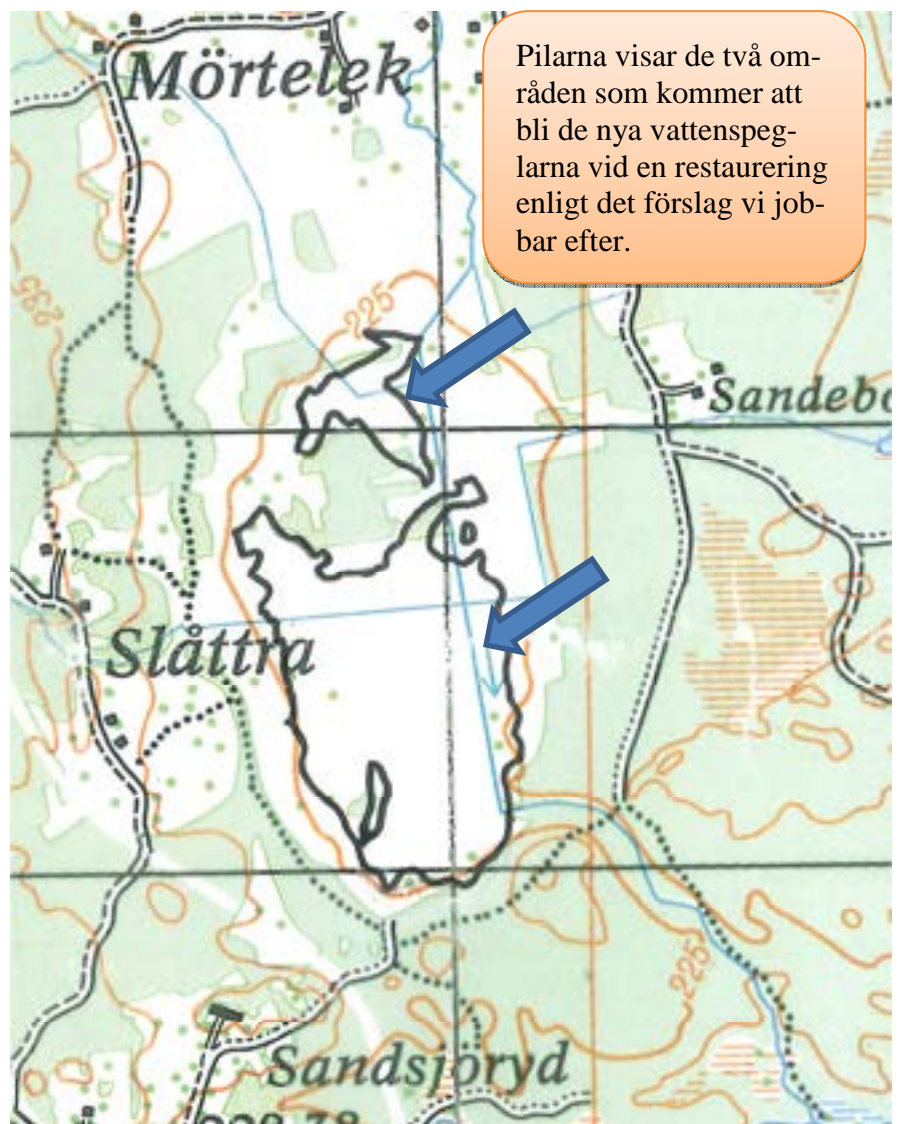 Mörtelek
Pilarna visar de två om-
råden som kommer att
bli de nya vattenspeg-
larna vid en restaurering
enligt det förslag vi job-
bar efter.
235
225
Sandebo
Slåttra
225
Sandsjöryd